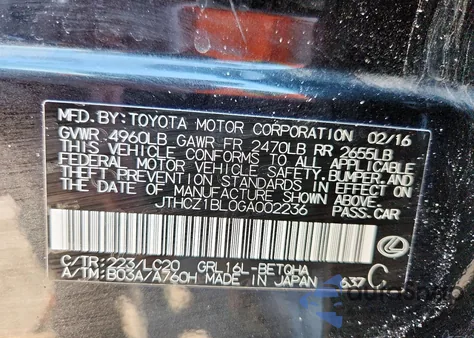 MFD. BY: TOYOTA MOTOR CORPORATION 02/16
GVWR 4960LB GAWR FR 2470LB RR 2655LB
THIS VEHICLE CONFORMS TO ALL APPLICABLE
FEDERAL MOTOR VEHICLE SAFETY, BUMPER, AND
THEFT PREVENTION STANDARDS IN EFFECT ON
THE DATE OF MANUFACTURE SHOWN ABOVE.
JTHCZ1BL0GA002236 PASS. CAR
C/TR: 223/LC20 GRL16L-BETQHA
A/TM: B03A/A760H MADE IN JAPAN 637 C